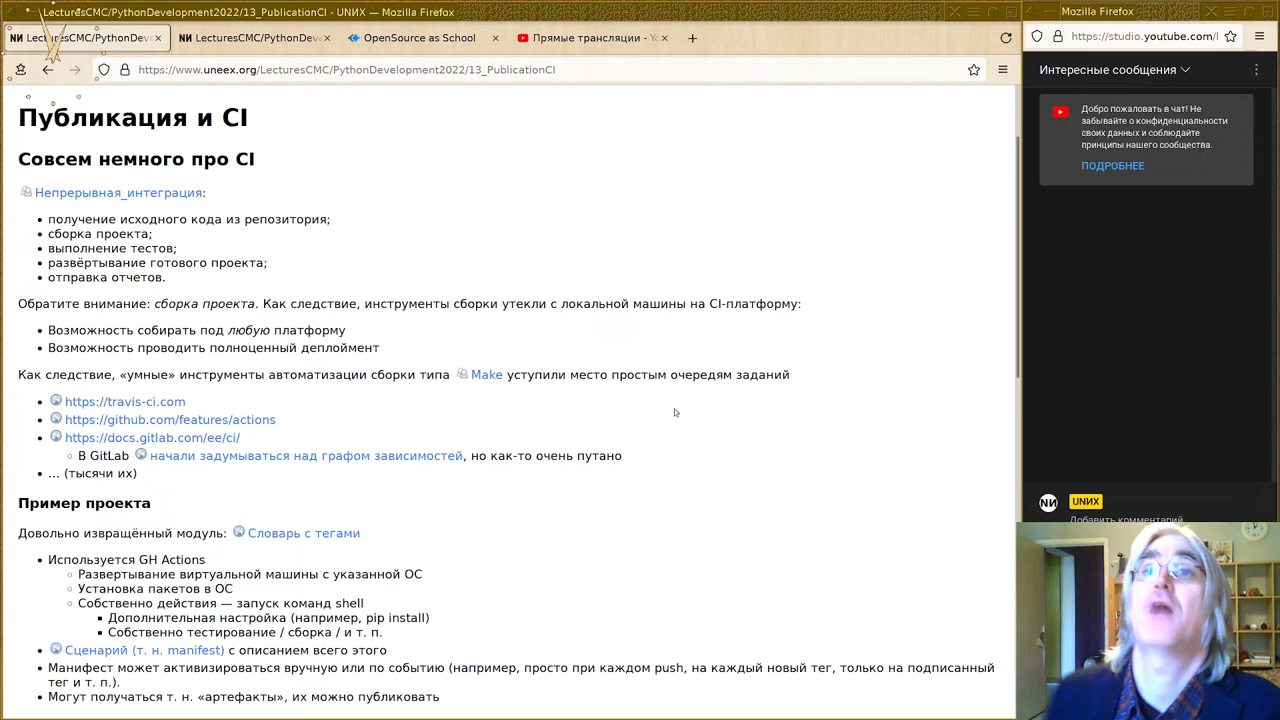 LecturesCMC/PythonDevelopment2022/13_PublicationCI - UNИX — Mozilla Firefox
Mozilla Firefox
NИ LecturesCMC/PythonDeve
NИ LecturesCMC/PythonDeve
OpenSource as School
Прямые трансляции - Yo
https://www.uneex.org/LecturesCMC/PythonDevelopment2022/13_PublicationCI
https://studio.youtube.com/l
Интересные сообщения
Добро пожаловать в чат! Не
забывайте о конфиденциальности
своих данных и соблюдайте
принципы нашего сообщества.
ПОДРОБНЕЕ
Публикация и CI
Совсем немного про CI
Непрерывная_интеграция:
• получение исходного кода из репозитория;
• сборка проекта;
• выполнение тестов;
• развёртывание готового проекта;
• отправка отчетов.
Обратите внимание: сборка проекта. Как следствие, инструменты сборки утекли с локальной машины на CI-платформу:
• Возможность собирать под любую платформу
• Возможность проводить полноценный деплоймент
Как следствие, «умные» инструменты автоматизации сборки типа Make уступили место простым очередям заданий
• https://travis-ci.com
• https://github.com/features/actions
• https://docs.gitlab.com/ee/ci/
◦ В GitLab начали задумываться над графом зависимостей, но как-то очень путано
• … (тысячи их)
Пример проекта
Довольно извращённый модуль: Словарь с тегами
• Используется GH Actions
◦ Развертывание виртуальной машины с указанной ОС
◦ Установка пакетов в ОС
◦ Собственно действия — запуск команд shell
▪ Дополнительная настройка (например, pip install)
▪ Собственно тестирование / сборка / и т. п.
• Сценарий (т. н. manifest) с описанием всего этого
• Манифест может активизироваться вручную или по событию (например, просто при каждом push, на каждый новый тег, только на подписанный
тег и т. п.).
• Могут получаться т. н. «артефакты», их можно публиковать
NИ UNИX
Добавить комментарий